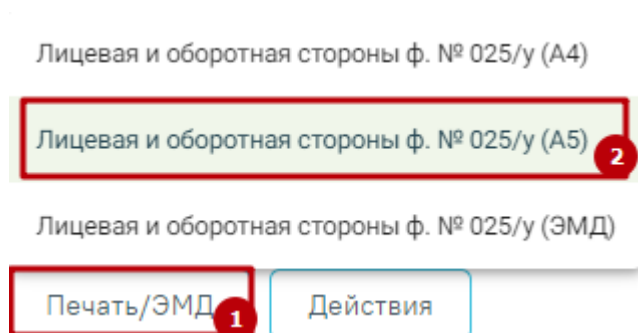 Лицевая и оборотная стороны ф. № 025/у (А4)
Лицевая и оборотная стороны ф. № 025/у (А5)
2
Лицевая и оборотная стороны ф. № 025/у (ЭМД)
Печать/ЭМД
1
Действия